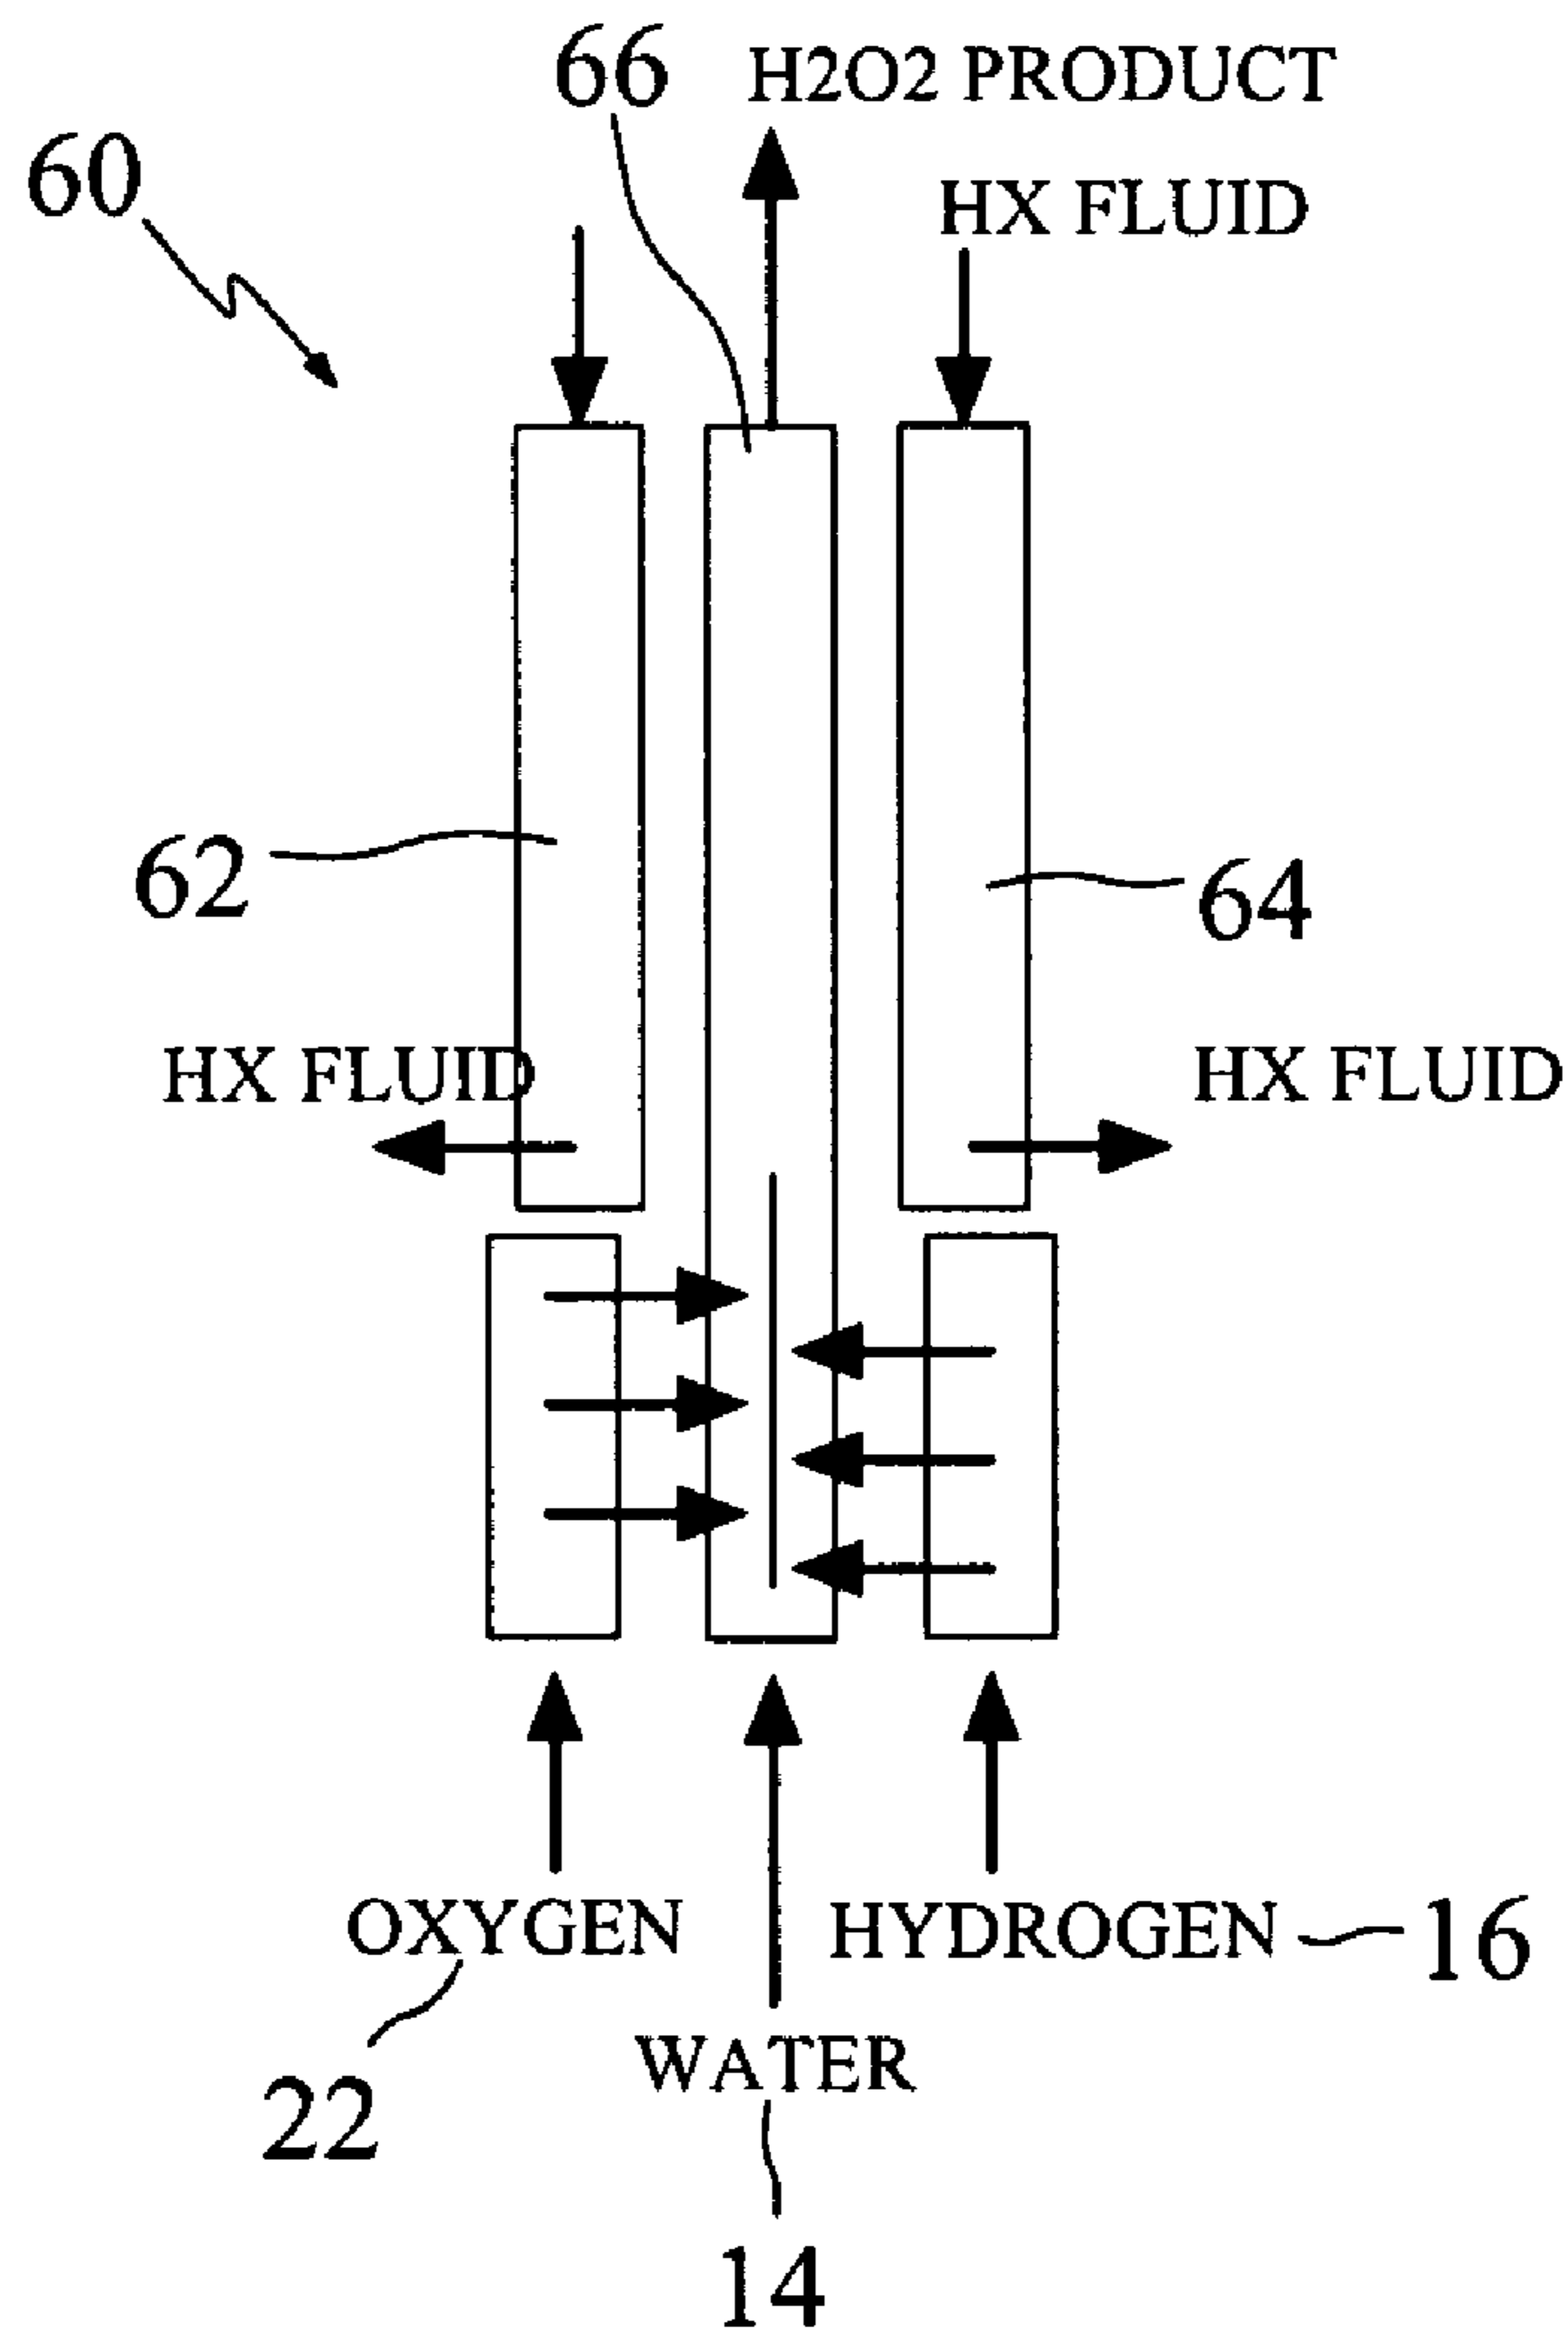 66 H2O2 PRODUCT
60
HX FLUID
62
64
HX FLUID
HX FLUID
OXYGEN
HYDROGEN
16
WATER
22
14